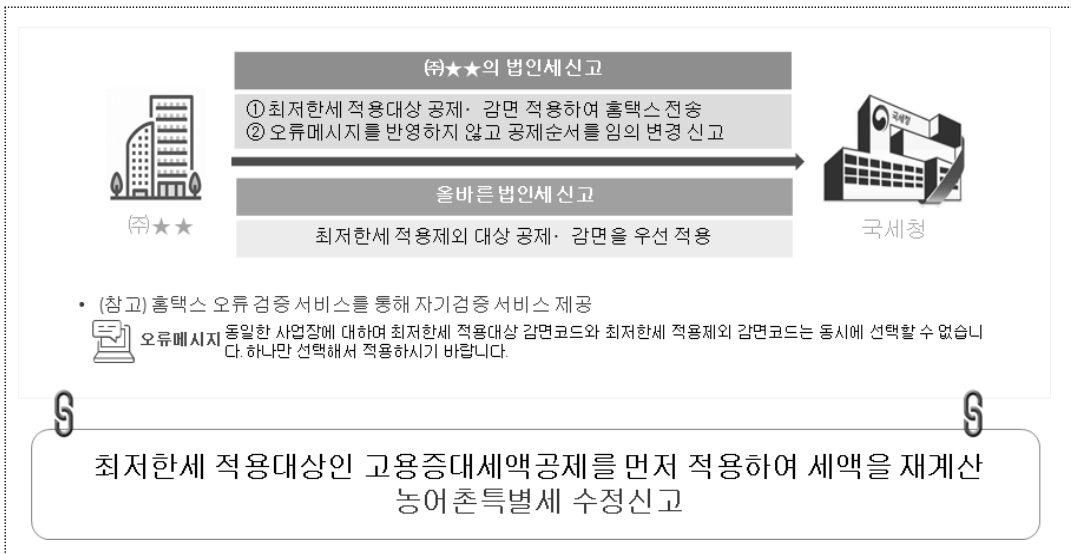 ㈜★★의 법인세신고
①최저한세 적용대상 공제· 감면 적용하여 홈택스 전송
② 오류메시지를 반영하지 않고 공제순서를 임의 변경 신고
국세청
올바른 법인세 신고
㈜★★
최저한세 적용제외 대상 공제· 감면을 우선 적용
국세청
• (참고) 홈택스 오류 검증 서비스를 통해 자기검증 서비스 제공
오류메시지 동일한 사업장에 대하여 최저한세 적용대상 감면코드와 최저한세 적용제외 감면코드는 동시에 선택할 수 없습니
다. 하나만 선택해서 적용하시기 바랍니다.
최저한세 적용대상인 고용증대세액공제를 먼저 적용하여 세액을 재계산
농어촌특별세 수정신고